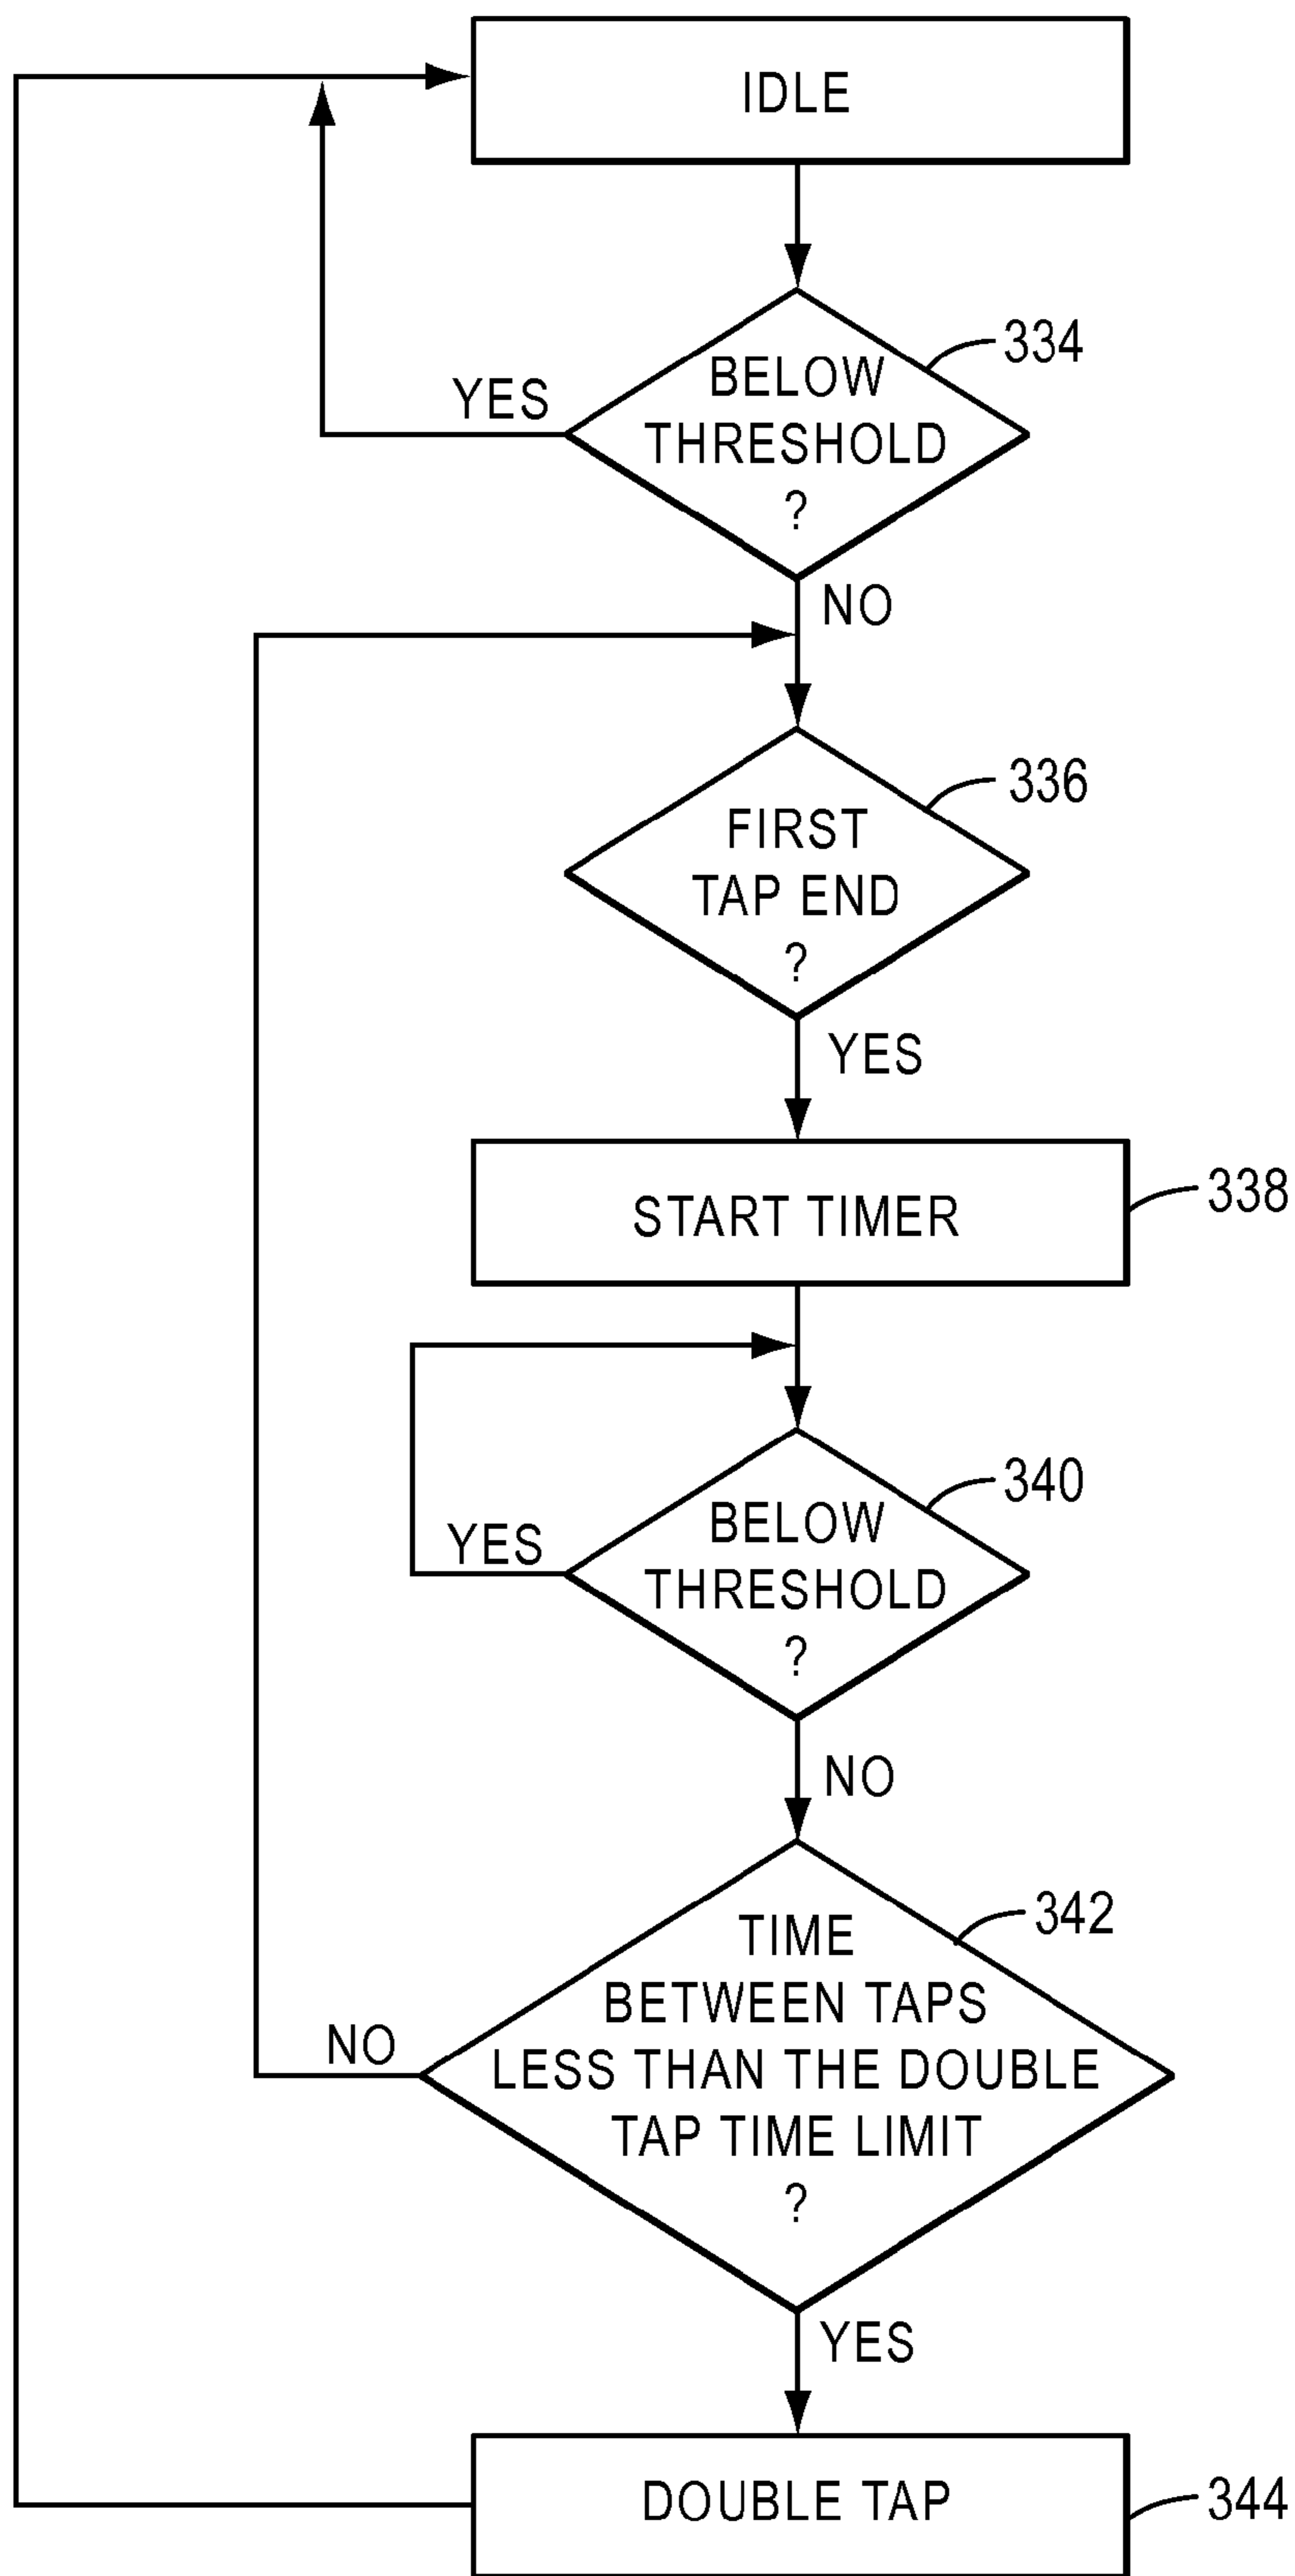 IDLE
334
BELOW
THRESHOLD
?
YES
NO
336
FIRST
TAP END
?
YES
338
START TIMER
340
BELOW
THRESHOLD
?
YES
NO
342
TIME
BETWEEN TAPS
LESS THAN THE DOUBLE
TAP TIME LIMIT
?
NO
YES
DOUBLE TAP
344